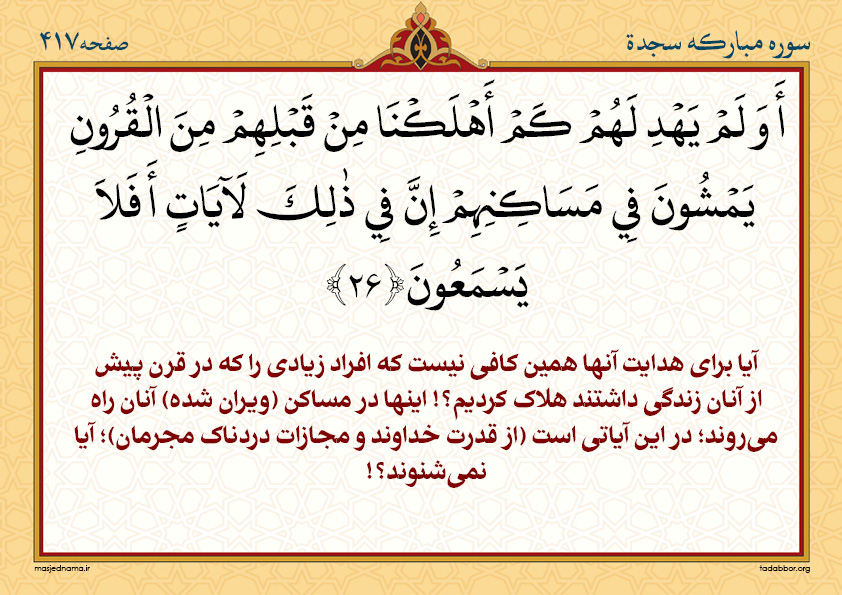 سوره مبارکه سجدة
صفحه۴۱۷
أَوَلَمْ يَهْدِ لَهُمْ كَمْ أَهْلَكْنَا مِنْ قَبْلِهِمْ مِنَ الْقُرُونِ
يَمْشُونَ فِي مَسَاكِنِهِمْ إِنَّ فِي ذَٰلِكَ لَآيَاتٍ أَفَلَا
يَسْمَعُونَ ﴿۲۶﴾
آیا برای هدایت آنها همین کافی نیست که افراد زیادی را که در قرن پیش
از آنان زندگی داشتند هلاک کردیم؟! اینها در مساکن (ویران شده) آنان راه
می‌روند؛ در این آیاتی است (از قدرت خداوند و مجازات دردناک مجرمان)؛ آیا
نمی‌شنوند؟!
masjednama.ir
tadabbor.org